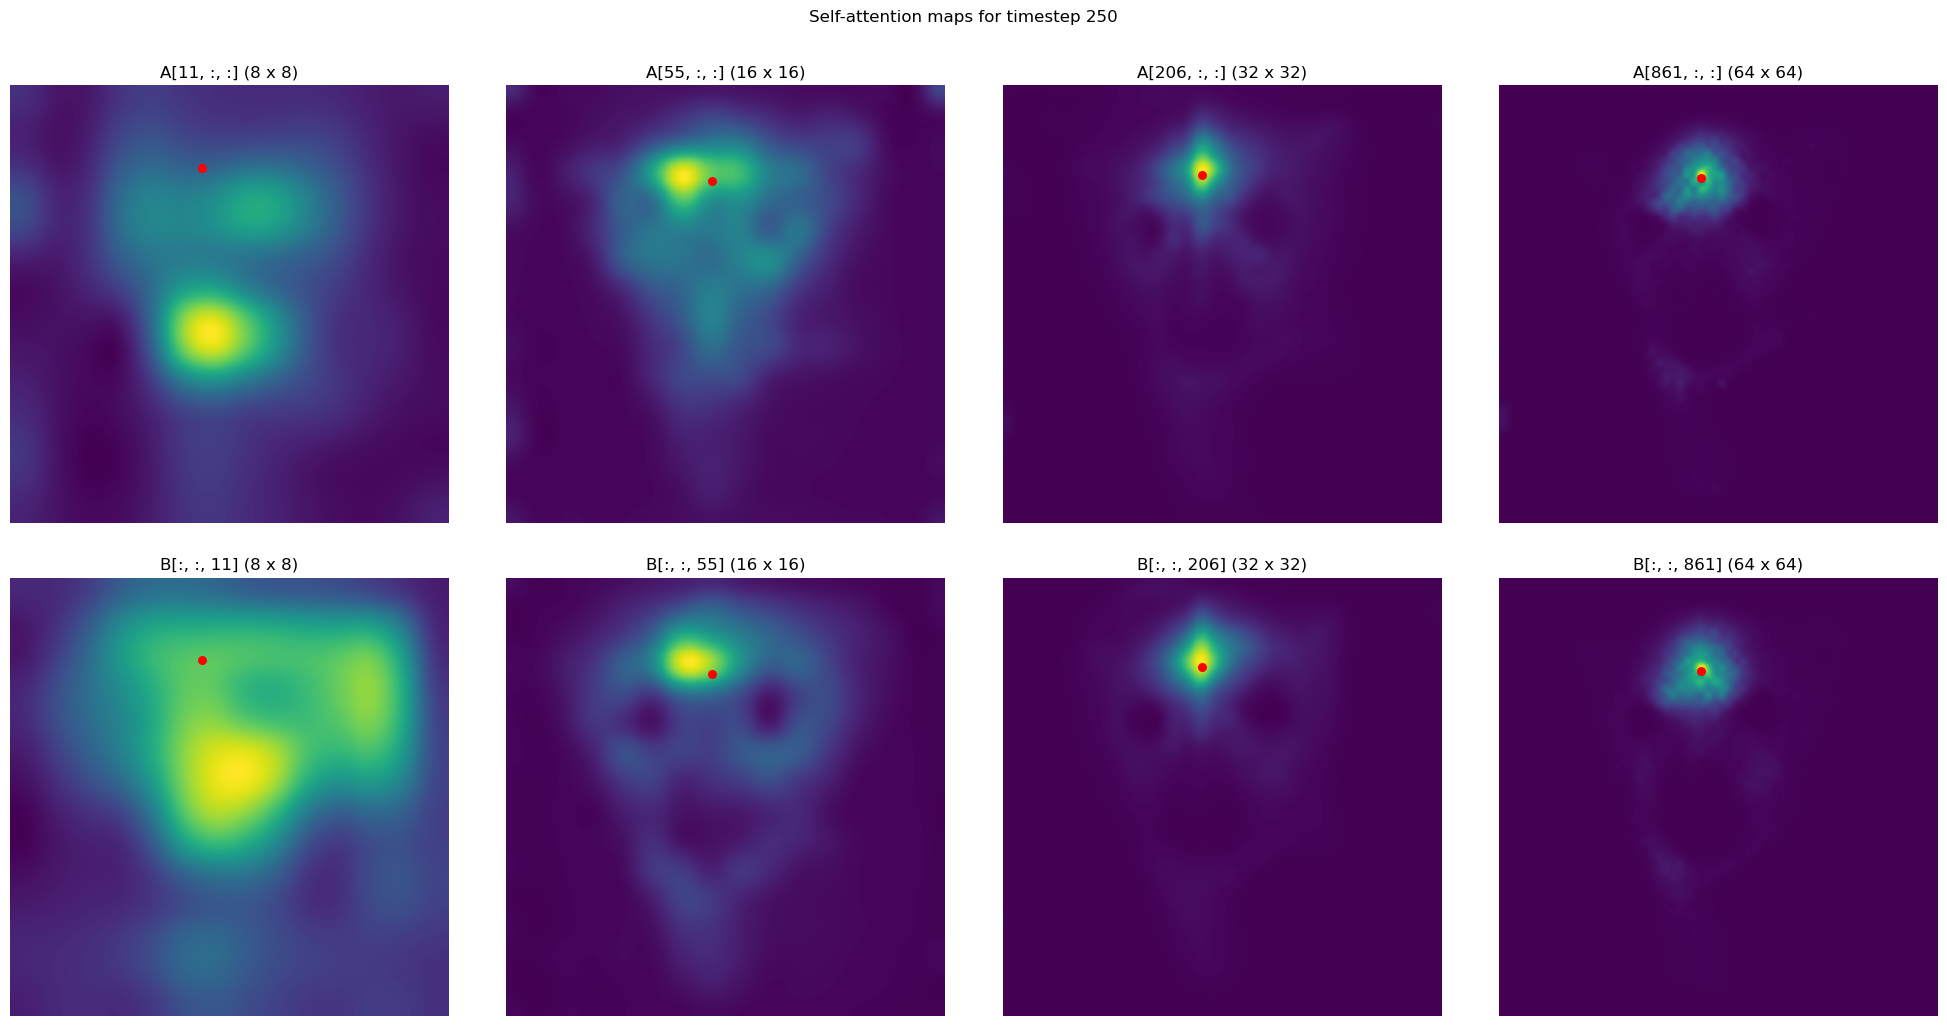 Self-attention maps for timestep 250
A[11, :, :] (8 x 8)
A[55, :, :] (16 x 16)
A[206, :, :] (32 x 32)
A[861, :, :] (64 x 64)
B[:, :, 11] (8 x 8)
B[:, :, 55] (16 x 16)
B[:, :, 206] (32 x 32)
B[:, :, 861] (64 x 64)